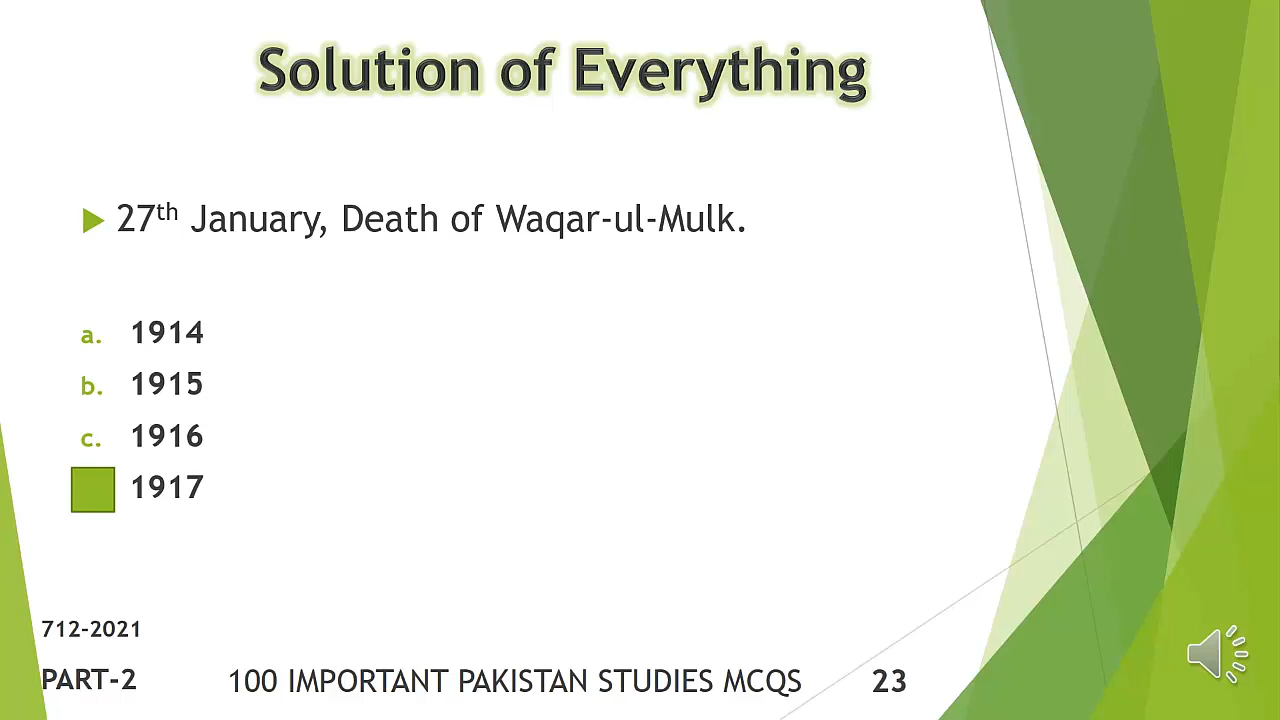 Solution of Everything
27th January, Death of Waqar-ul-Mulk.
a. 1914
b. 1915
c. 1916
1917
712-2021
PART-2 100 IMPORTANT PAKISTAN STUDIES MCQS 23